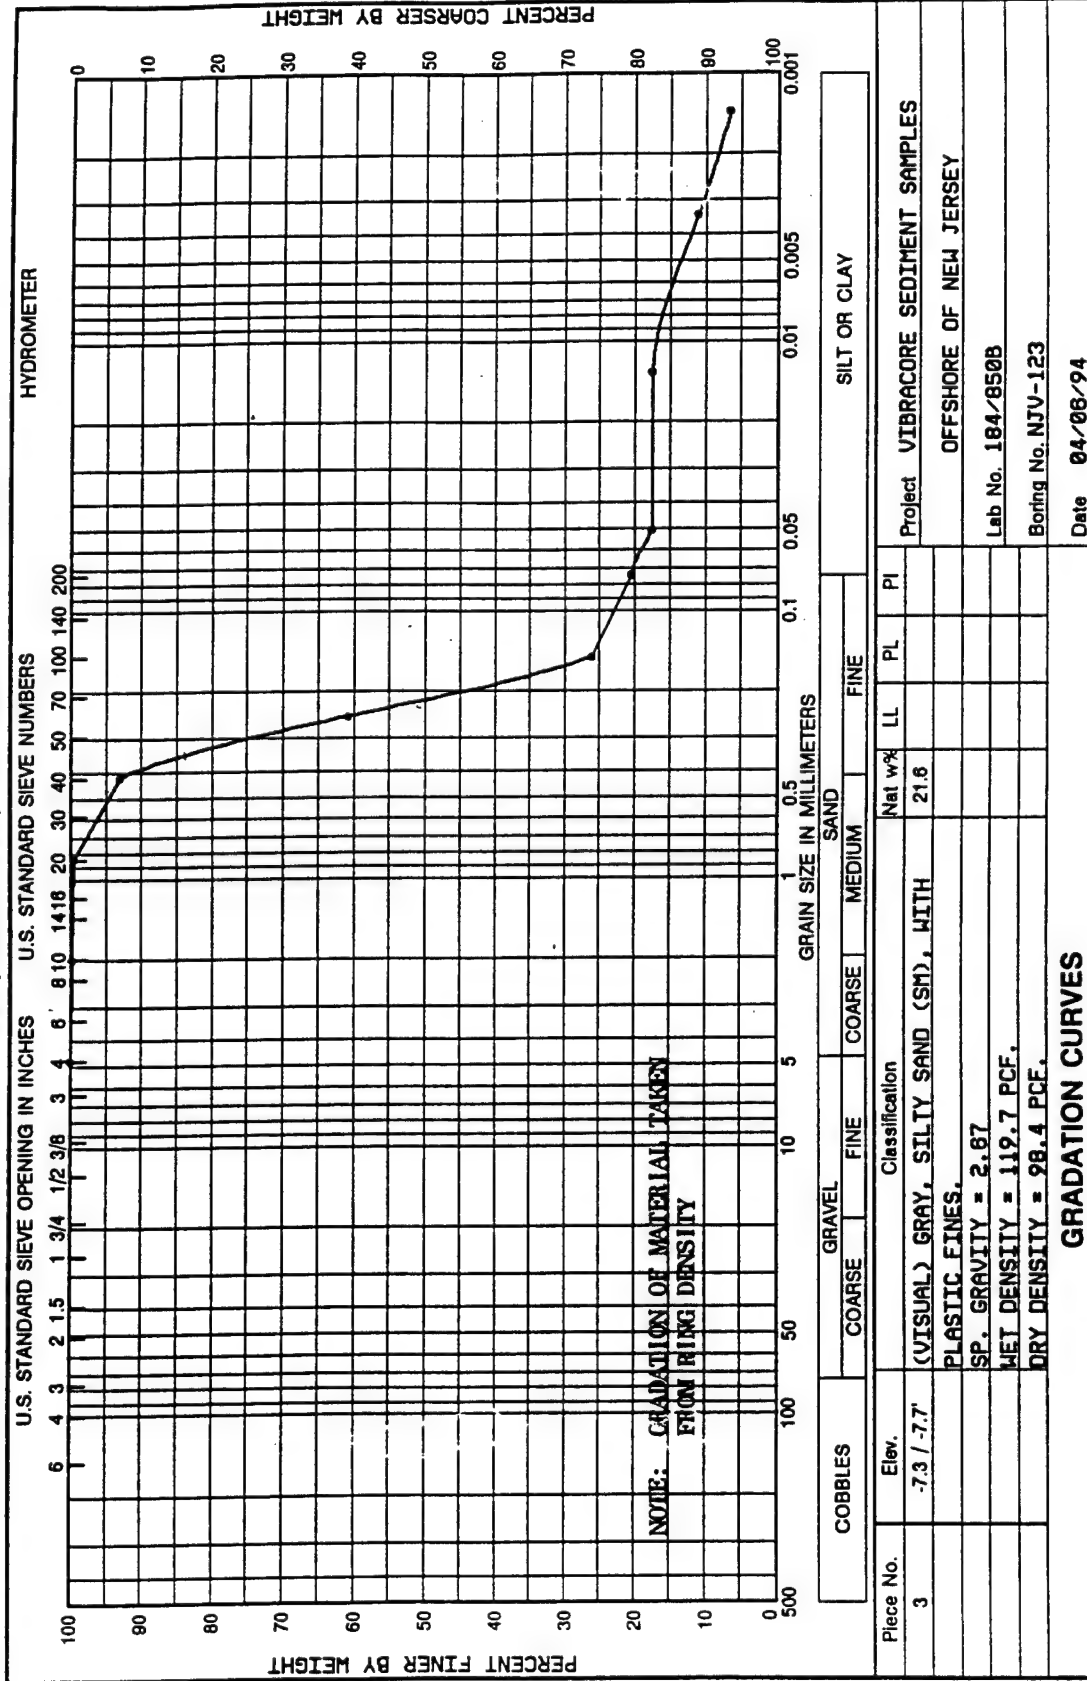 U.S. STANDARD SIEVE OPENING IN INCHES U.S. STANDARD SIEVE NUMBERS HYDROMETER
6 4 3 2 1.5 1 3/4 1/2 3/8 3 4 6 8 10 14 16 20 30 40 50 70 100 140 200
PERCENT FINER BY WEIGHT
100
90
80
70
60
50
40
30
20
10
0
PERCENT COARSER BY WEIGHT
0
10
20
30
40
50
60
70
80
90
100
NOTE: GRADATION OF MATERIAL TAKEN
FROM RING DENSITY
500 100 50 10 5 1 0.5 0.1 0.05 0.01 0.005 0.001
GRAIN SIZE IN MILLIMETERS
COBBLES GRAVEL SAND SILT OR CLAY
COARSE FINE COARSE MEDIUM FINE
Piece No. Elev. Classification Nat w% LL PL PI
3 -7.3 / -7.7' (VISUAL) GRAY, SILTY SAND (SM), WITH 21.6
PLASTIC FINES.
SP. GRAVITY = 2.67
WET DENSITY = 119.7 PCF.
DRY DENSITY = 98.4 PCF.
Project VIBRACORE SEDIMENT SAMPLES
OFFSHORE OF NEW JERSEY
Lab No. 184/850B
Boring No. NJV-123
Date 04/06/94
GRADATION CURVES